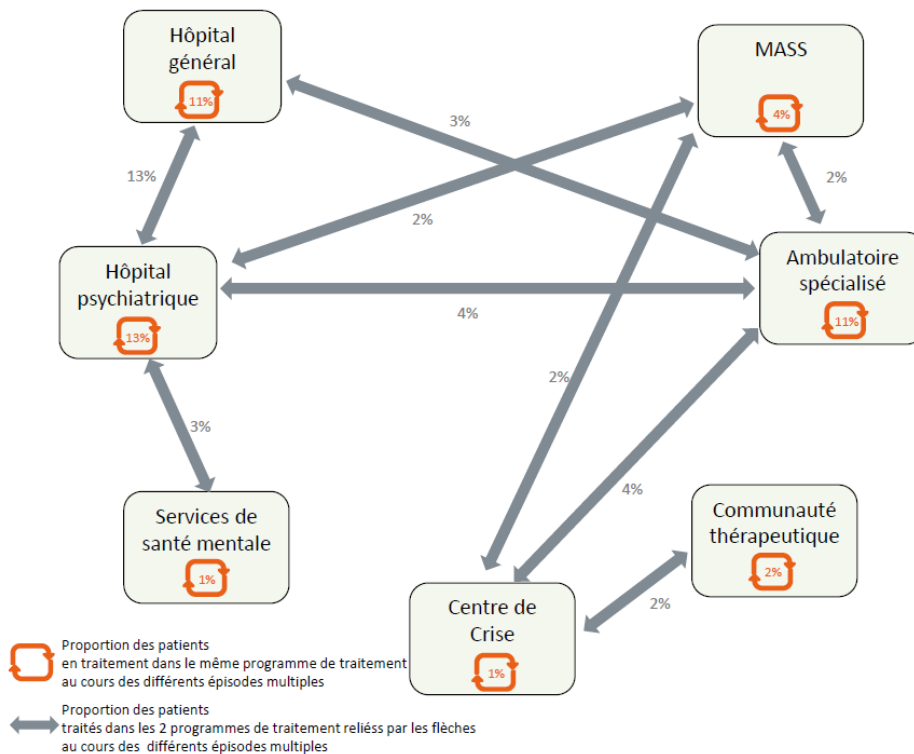 Hôpital
général
11%
MASS
4%
3%
13%
2%
2%
Hôpital
psychiatrique
13%
Ambulatoire
spécialisé
11%
4%
2%
3%
4%
Services de
santé mentale
1%
Communauté
thérapeutique
2%
Centre de
Crise
1%
2%
Proportion des patients
en traitement dans le même programme de traitement
au cours des différents épisodes multiples
Proportion des patients
traités dans les 2 programmes de traitement reliéss par les flèches
au cours des différents épisodes multiples